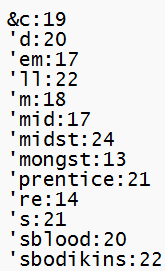 &c:19
'd:20
'em:17
'll:22
'm:18
'mid:17
'midst:24
'mongst:13
'prentice:21
're:14
's:21
'sblood:20
'sbodikins:22